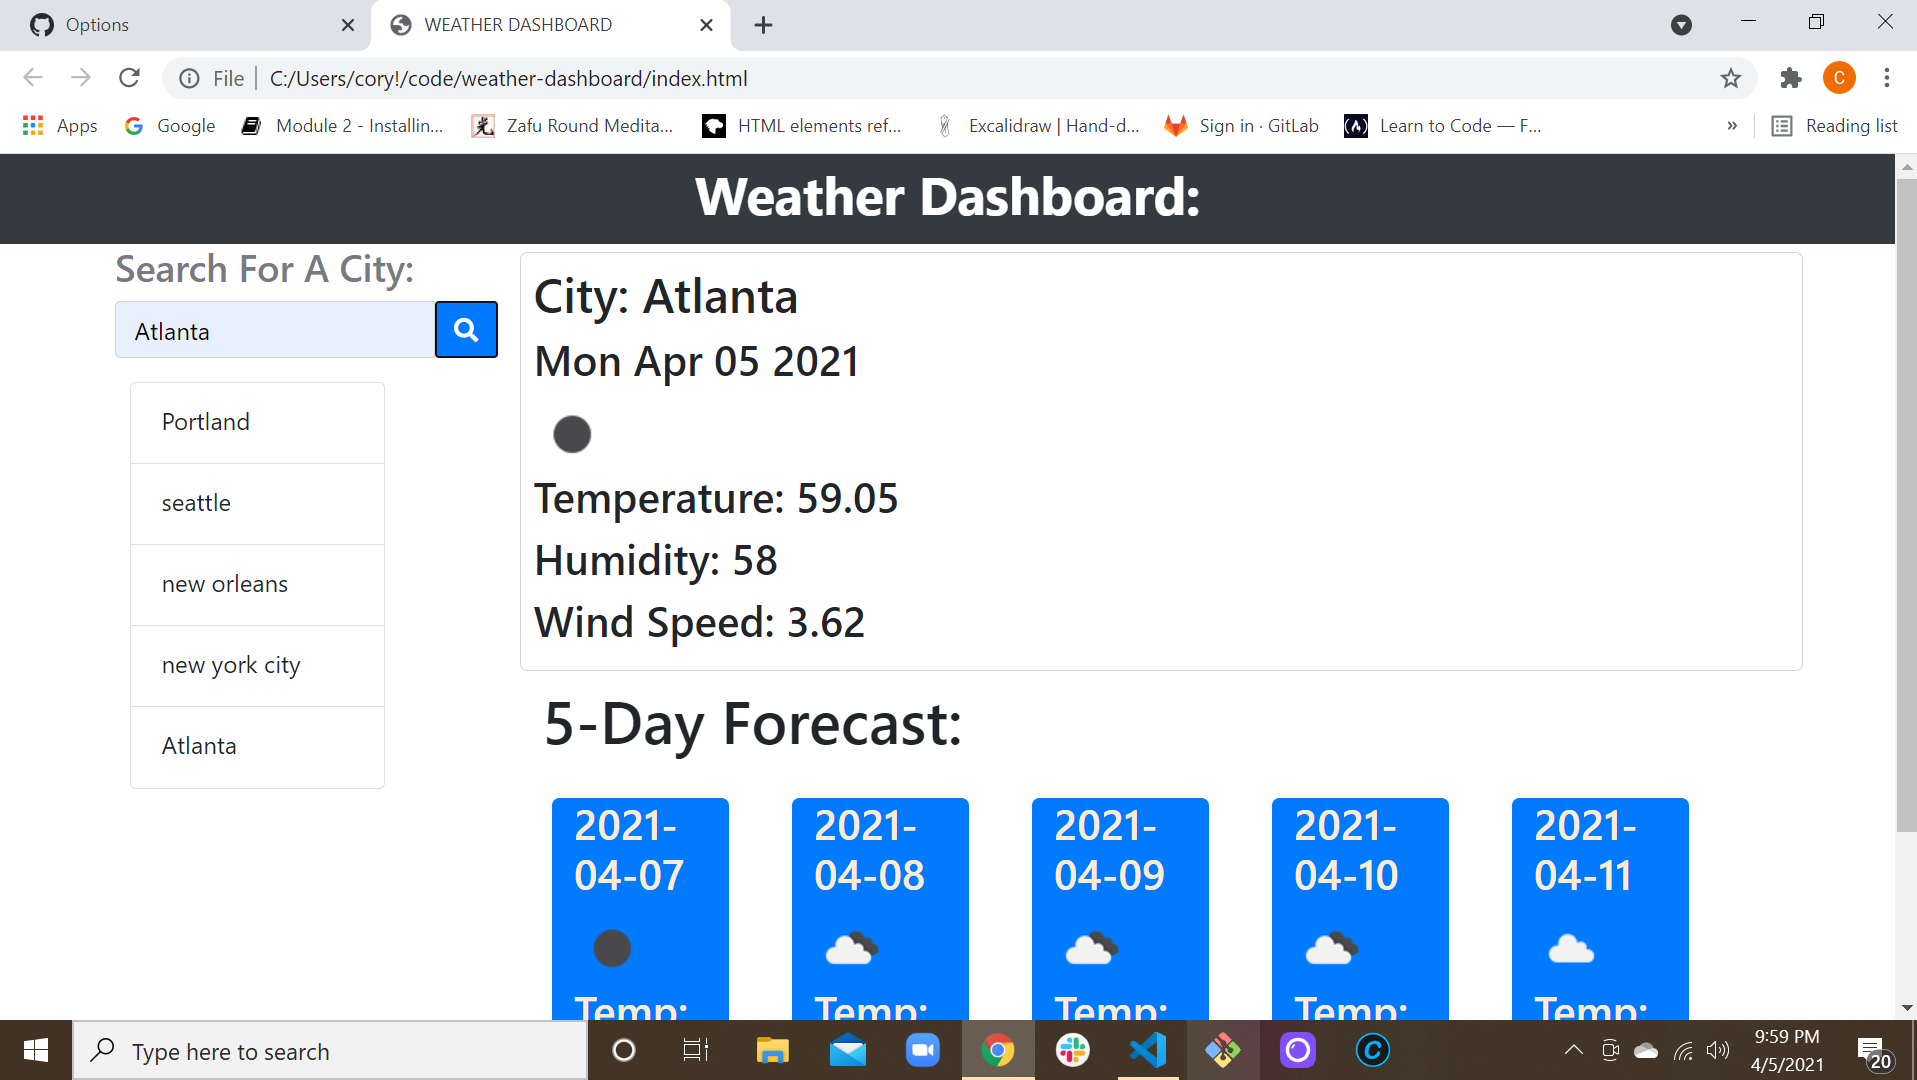 Options
WEATHER DASHBOARD
File
C:/Users/cory!/code/weather-dashboard/index.html
C
Apps
Google
Module 2 - Installin...
Zafu Round Medita...
HTML elements ref...
Excalidraw | Hand-d...
Sign in · GitLab
Learn to Code — F...
»
Reading list
Weather Dashboard:
Search For A City:
Atlanta
Portland
seattle
new orleans
new york city
Atlanta
City: Atlanta
Mon Apr 05 2021
Temperature: 59.05
Humidity: 58
Wind Speed: 3.62
5-Day Forecast:
2021-
04-07
Temp:
2021-
04-08
Temp:
2021-
04-09
Temp:
2021-
04-10
Temp:
2021-
04-11
Temp:
Type here to search
9:59 PM
4/5/2021
20